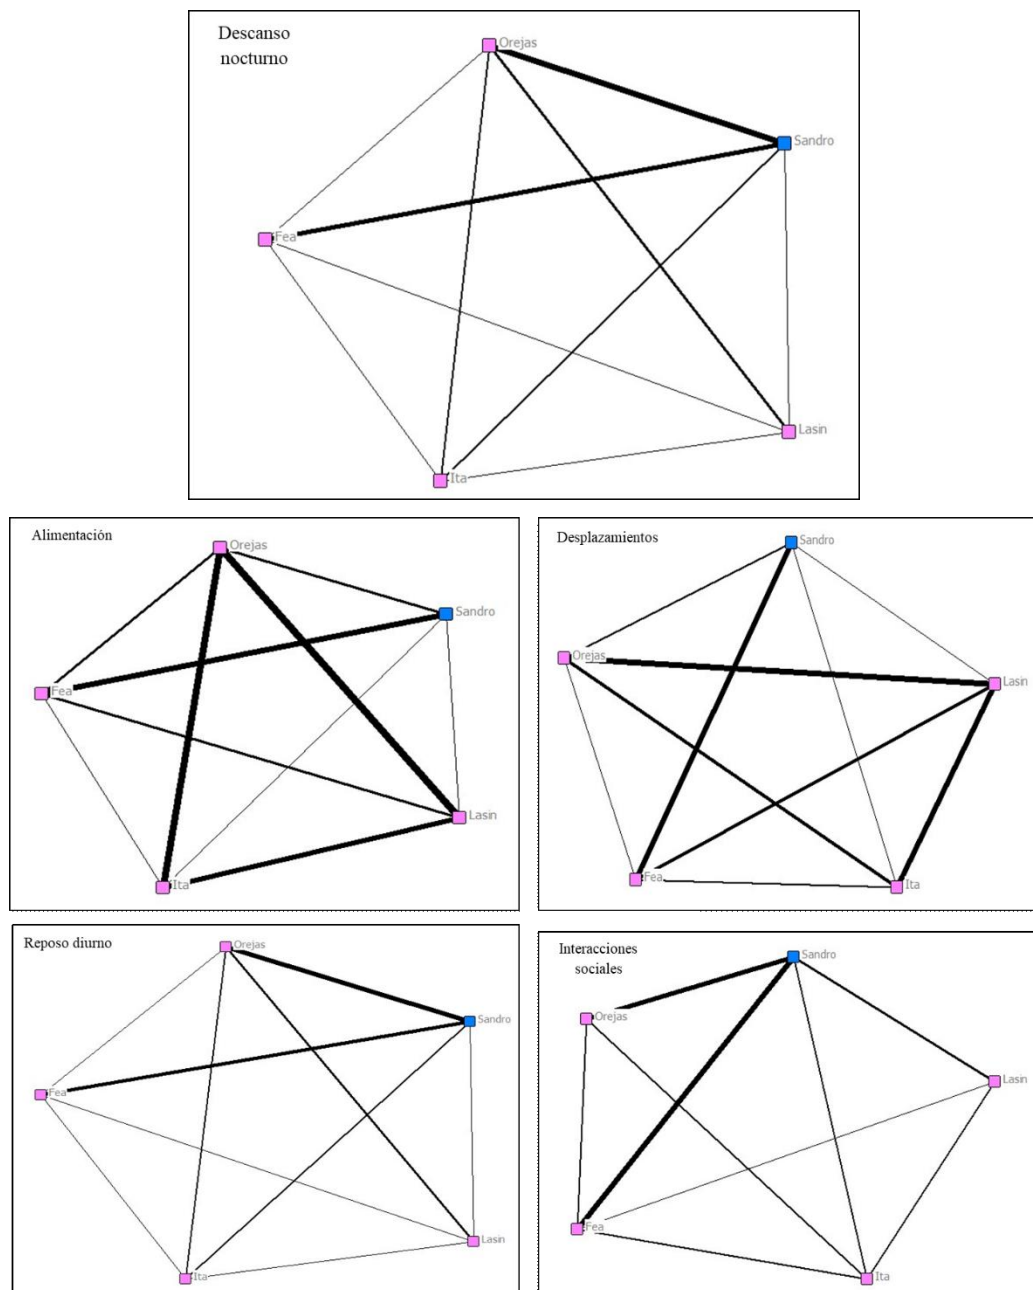 Descanso
nocturno
Orejas
Sandro
Fea
Lasin
Ita
Alimentación
Orejas
Sandro
Fea
Lasin
Ita
Desplazamientos
Sandro
Orejas
Lasin
Fea
Ita
Reposo diurno
Orejas
Sandro
Fea
Lasin
Ita
Interacciones
sociales
Sandro
Orejas
Lasin
Fea
Ita